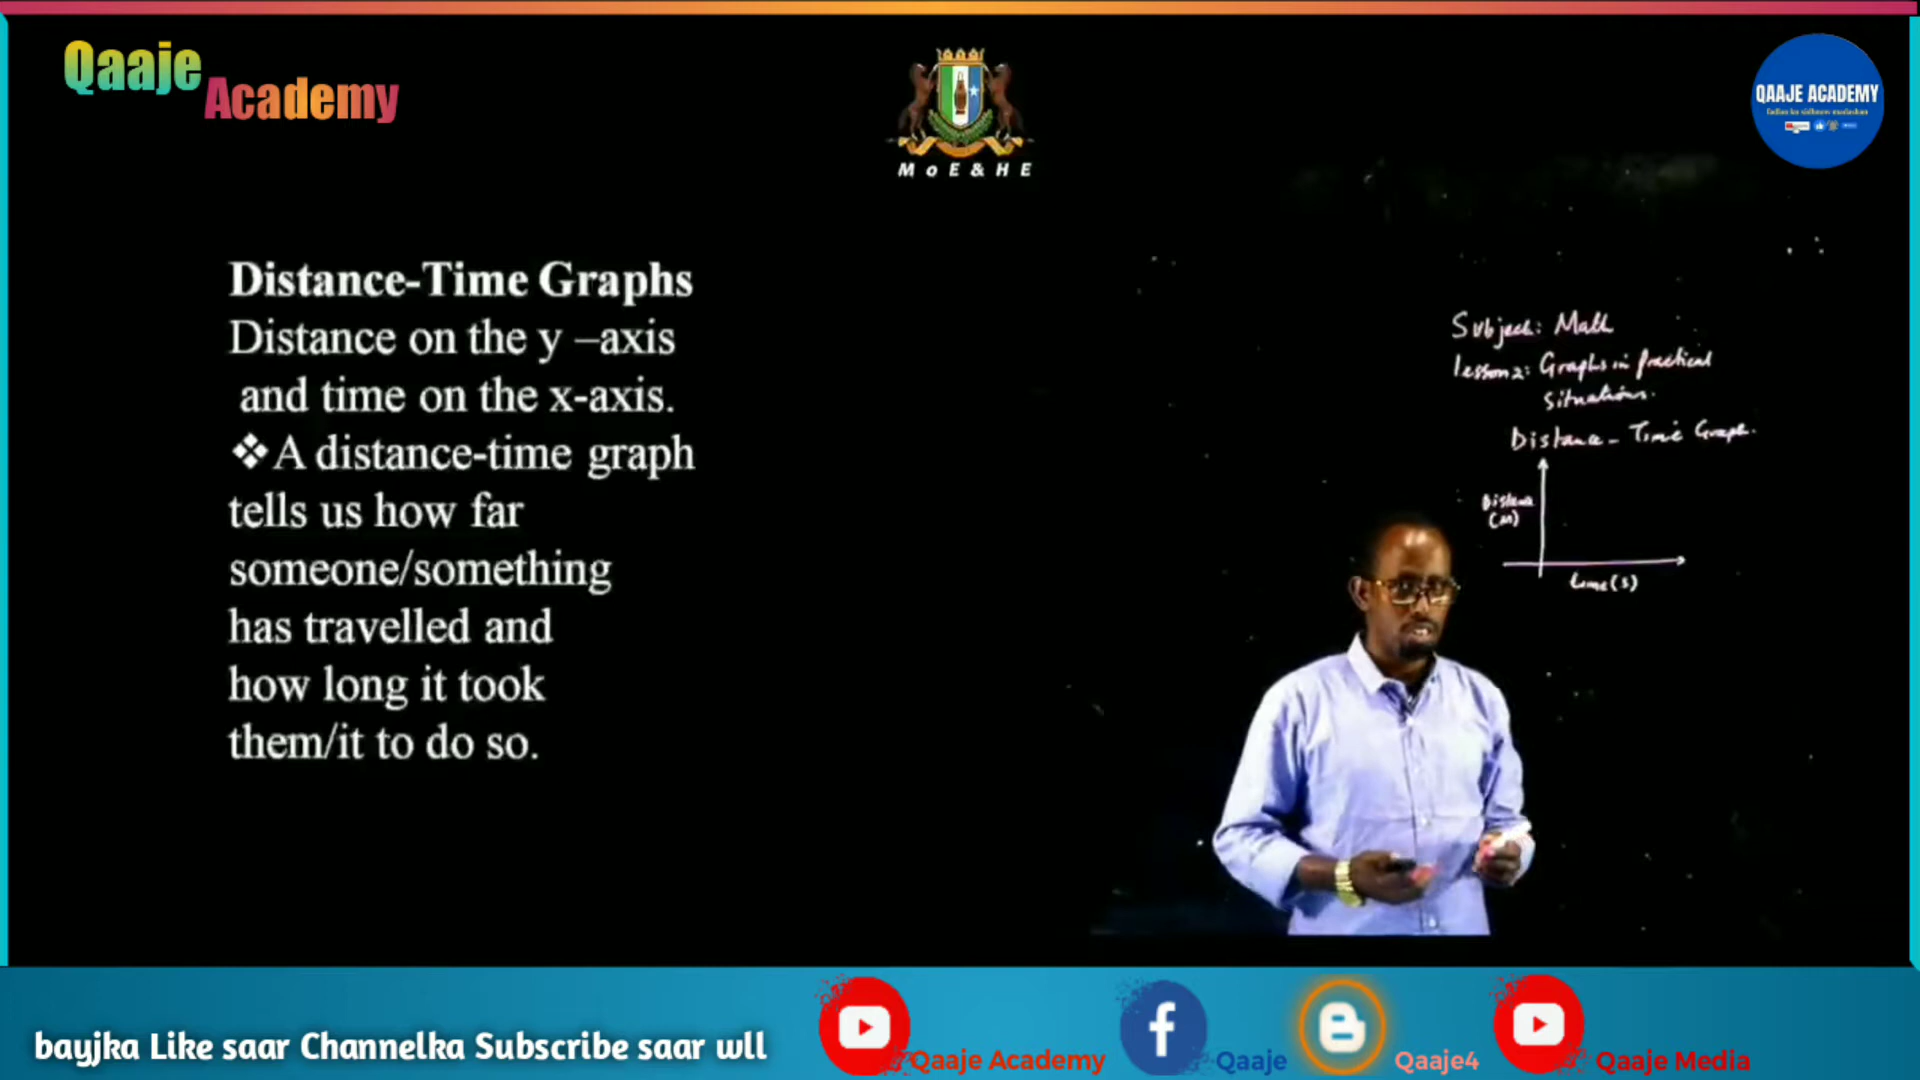 Qaaje
Academy
M o E & H E
QAAJE ACADEMY
Distance-Time Graphs
Distance on the y –axis
and time on the x-axis.
❖A distance-time graph
tells us how far
someone/something
has travelled and
how long it took
them/it to do so.
Subject: Math
lesson 2: Graphs in practical
situations.
Distance - Time Graph.
Distance
(m)
time (s)
bayjka Like saar Channelka Subscribe saar wll
Qaaje Academy
Qaaje
Qaaje4
Qaaje Media